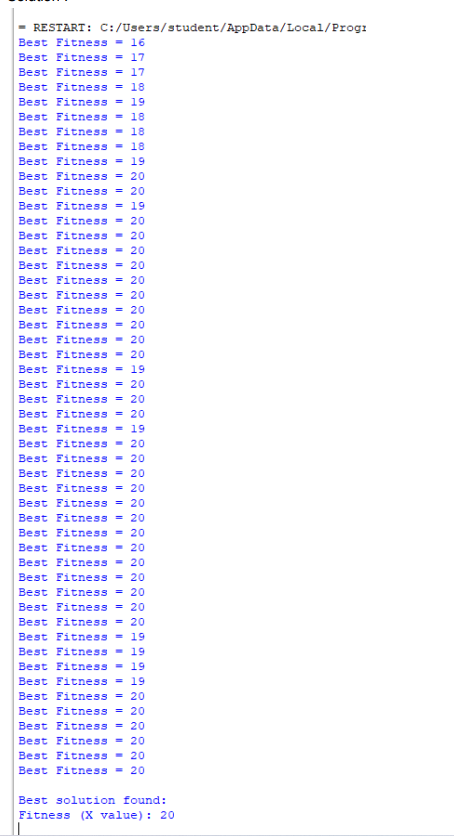 = RESTART: C:/Users/student/AppData/Local/Progr
Best Fitness = 16
Best Fitness = 17
Best Fitness = 17
Best Fitness = 18
Best Fitness = 19
Best Fitness = 18
Best Fitness = 18
Best Fitness = 18
Best Fitness = 19
Best Fitness = 20
Best Fitness = 20
Best Fitness = 19
Best Fitness = 20
Best Fitness = 20
Best Fitness = 20
Best Fitness = 20
Best Fitness = 20
Best Fitness = 20
Best Fitness = 20
Best Fitness = 20
Best Fitness = 20
Best Fitness = 20
Best Fitness = 19
Best Fitness = 20
Best Fitness = 20
Best Fitness = 20
Best Fitness = 19
Best Fitness = 20
Best Fitness = 20
Best Fitness = 20
Best Fitness = 20
Best Fitness = 20
Best Fitness = 20
Best Fitness = 20
Best Fitness = 20
Best Fitness = 20
Best Fitness = 20
Best Fitness = 20
Best Fitness = 20
Best Fitness = 20
Best Fitness = 19
Best Fitness = 19
Best Fitness = 19
Best Fitness = 19
Best Fitness = 20
Best Fitness = 20
Best Fitness = 20
Best Fitness = 20
Best Fitness = 20
Best Fitness = 20
Best solution found:
Fitness (X value): 20